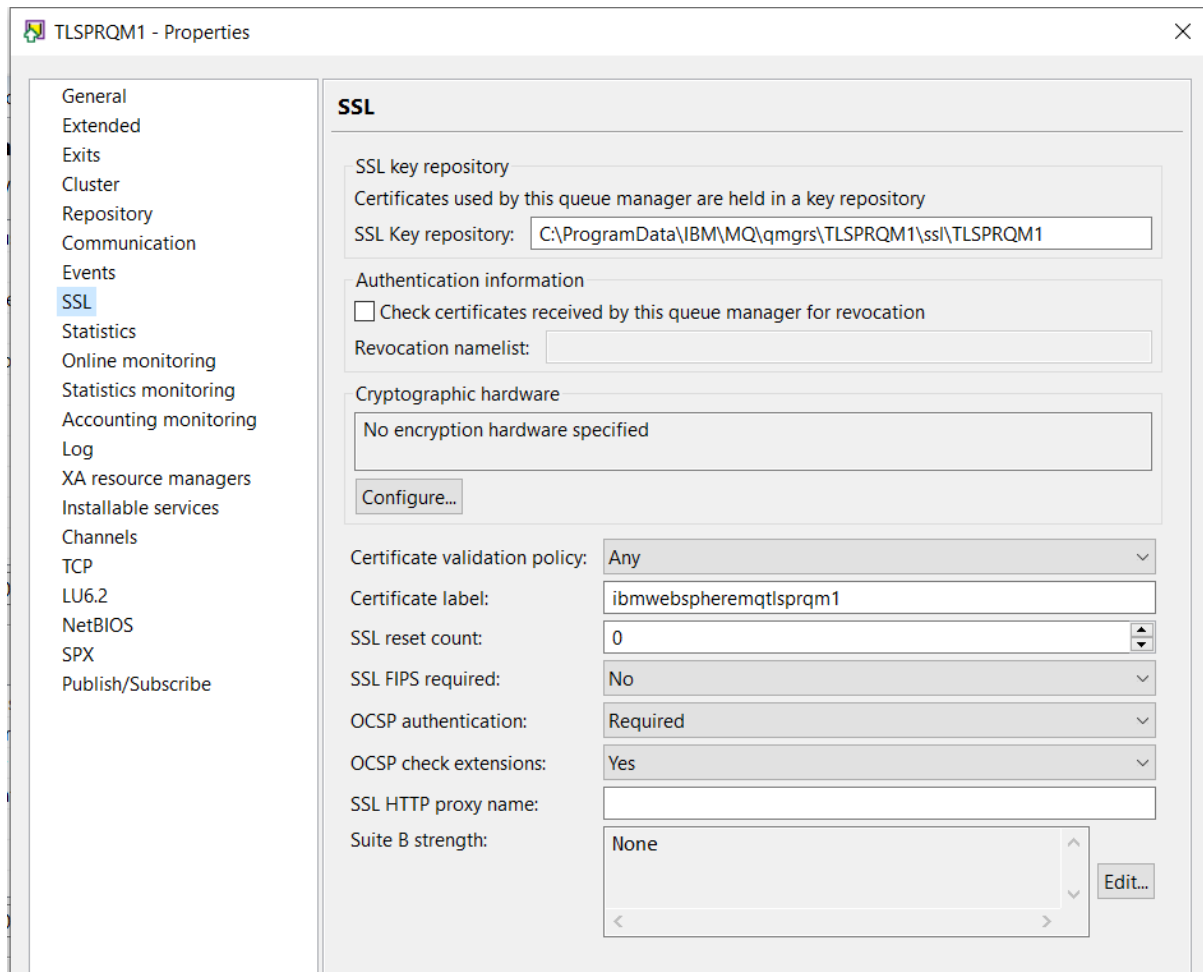 TLSPRQM1 - Properties
General
Extended
Exits
Cluster
Repository
Communication
Events
SSL
Statistics
Online monitoring
Statistics monitoring
Accounting monitoring
Log
XA resource managers
Installable services
Channels
TCP
LU6.2
NetBIOS
SPX
Publish/Subscribe
SSL
SSL key repository
Certificates used by this queue manager are held in a key repository
SSL Key repository: C:\ProgramData\IBM\MQ\qmgrs\TLSPRQM1\ssl\TLSPRQM1
Authentication information
Check certificates received by this queue manager for revocation
Revocation namelist:
Cryptographic hardware
No encryption hardware specified
Configure...
Certificate validation policy: Any
Certificate label: ibmwebspheremqtlsprqm1
SSL reset count: 0
SSL FIPS required: No
OCSP authentication: Required
OCSP check extensions: Yes
SSL HTTP proxy name:
Suite B strength: None
Edit...